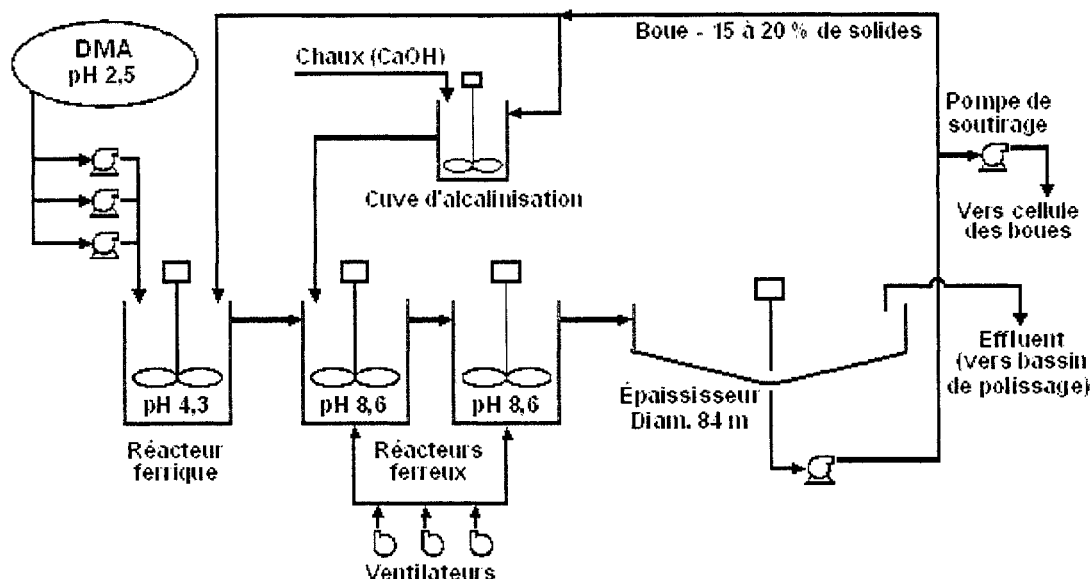 DMA
pH 2,5
Chaux (CaOH)
Boue - 15 à 20 % de solides
Pompe de
soutirage
Cuve d'alcalinisation
Vers cellule
des boues
pH 4,3
pH 8,6
pH 8,6
Réacteur
ferrique
Réacteurs
ferreux
Épaississeur
Diam. 84 m
Effluent
(vers bassin
de polissage)
Ventilateurs